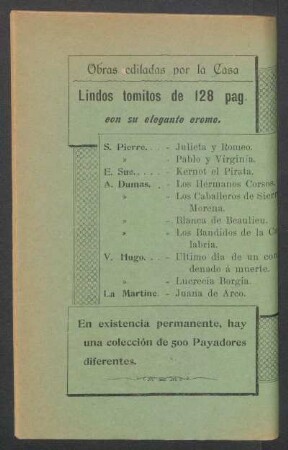 Obras editadas por la Casa
Lindos tomitos de 128 pag.
con su elegante cromo.
S. Pierre. . . - Julieta y Romeo.
» - Pablo y Virginia.
E. Sue. . . . . - Kernot el Pirata.
A. Dumas. . - Los Hermanos Corsos.
» - Los Caballeros de Sierr
Morena.
» - Blanca de Beaulieu.
» - Los Bandidos de la C
labria.
V. Hugo. . . - Ultimo día de un con
denado á muerte.
» - Lucrecia Borgia.
La Martine - Juana de Arco.
En existencia permanente, hay
una colección de 500 Payadores
diferentes.